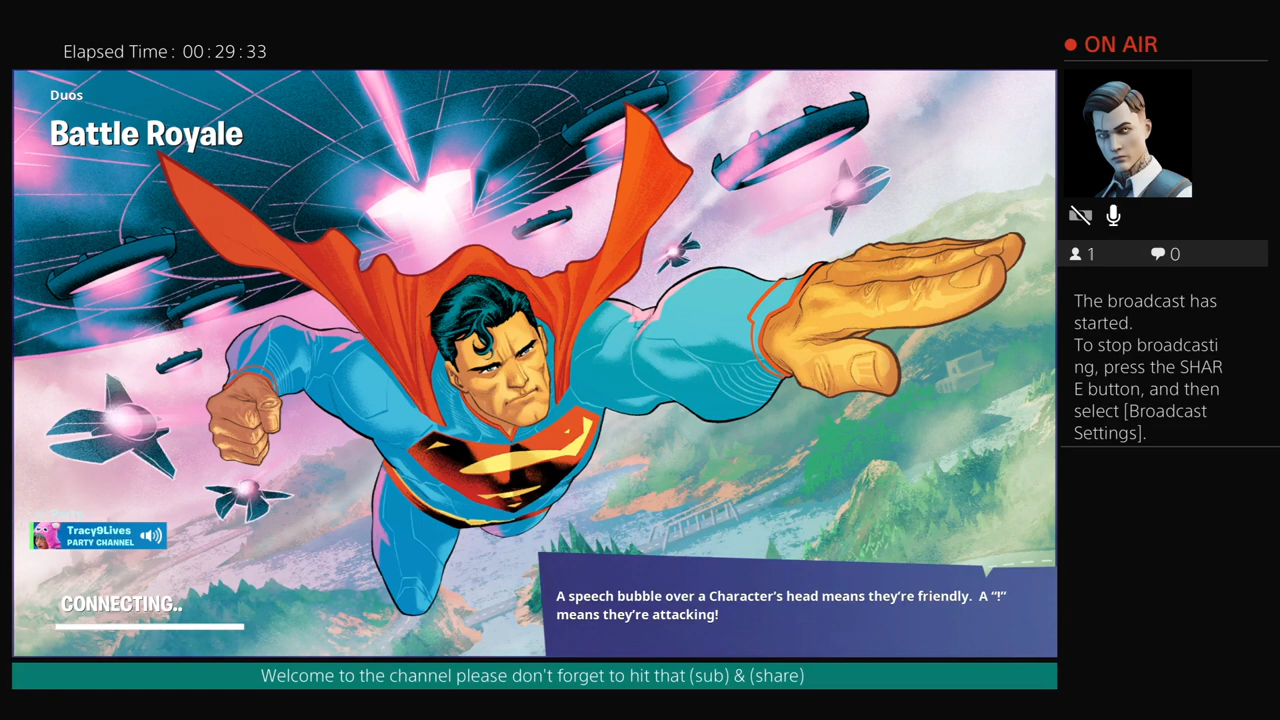 Elapsed Time: 00:29:33
ON AIR
Duos
Battle Royale
1
0
The broadcast has
started.
To stop broadcasti
ng, press the SHAR
E button, and then
select [Broadcast
Settings].
Party
Tracy9Lives
PARTY CHANNEL
CONNECTING..
A speech bubble over a Character's head means they're friendly. A “!”
means they're attacking!
Welcome to the channel please don't forget to hit that (sub) & (share)